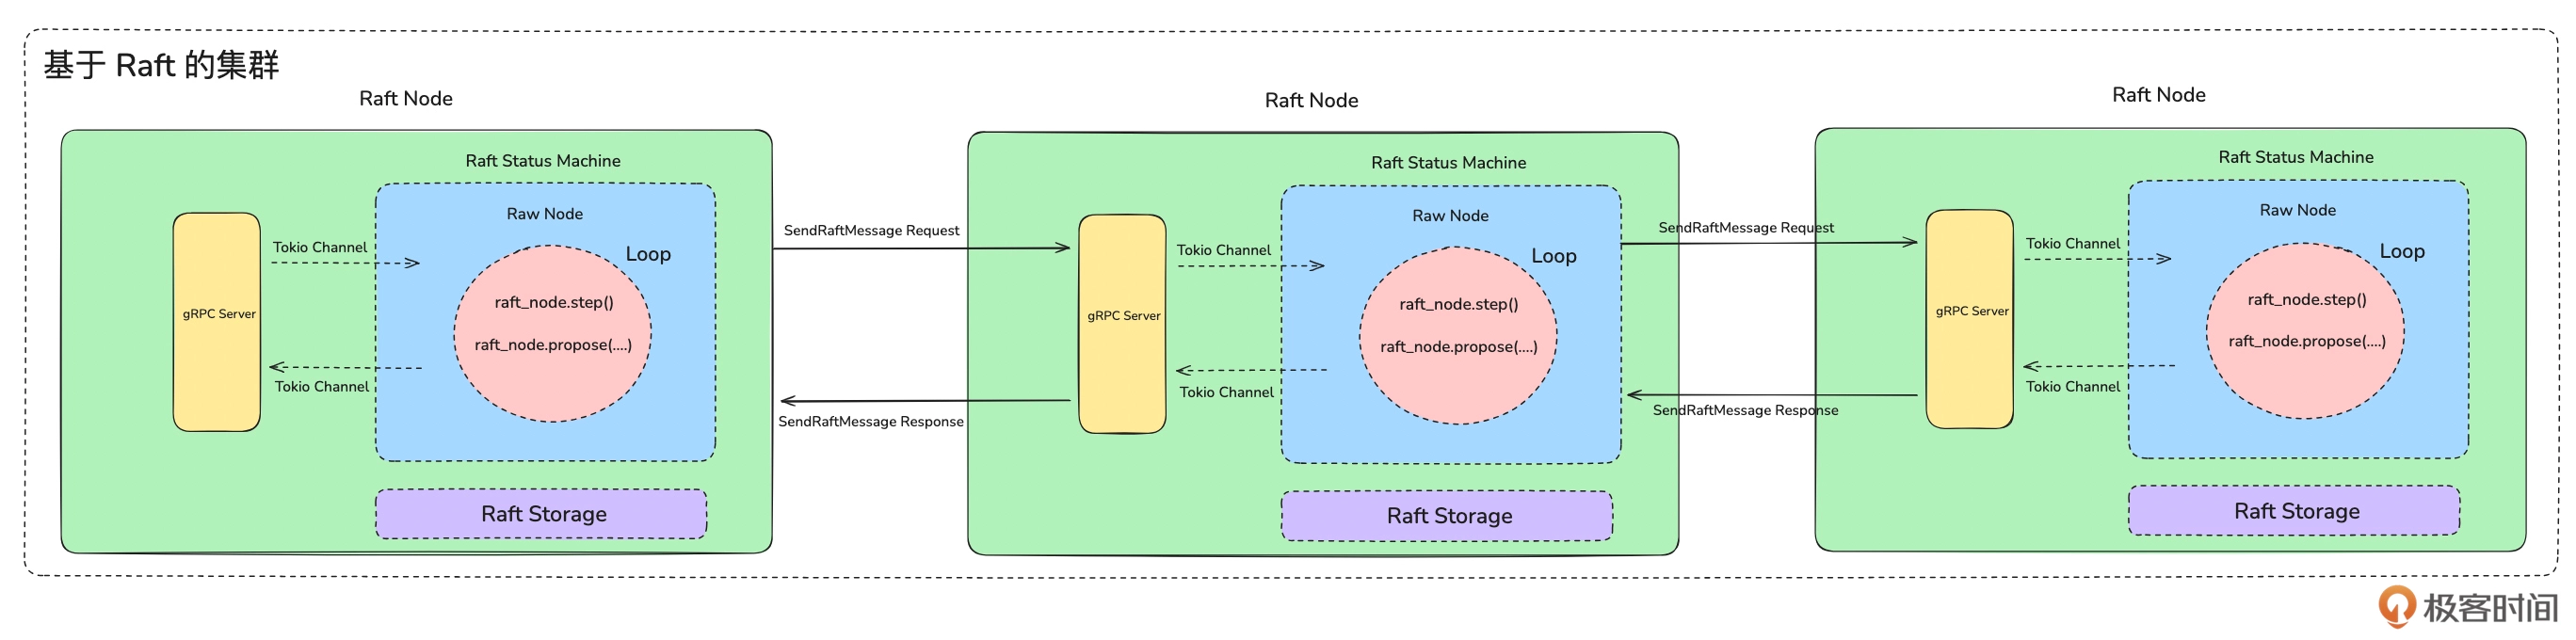 基于 Raft 的集群
Raft Node
Raft Status Machine
Raw Node
Loop
Tokio Channel
raft_node.step()
gRPC Server
raft_node.propose(....)
Tokio Channel
Raft Storage
SendRaftMessage Request
SendRaftMessage Response
Raft Node
Raft Status Machine
Raw Node
Loop
Tokio Channel
raft_node.step()
gRPC Server
raft_node.propose(....)
Tokio Channel
Raft Storage
SendRaftMessage Request
SendRaftMessage Response
Raft Node
Raft Status Machine
Raw Node
Loop
Tokio Channel
raft_node.step()
gRPC Server
raft_node.propose(....)
Tokio Channel
Raft Storage
极客时间